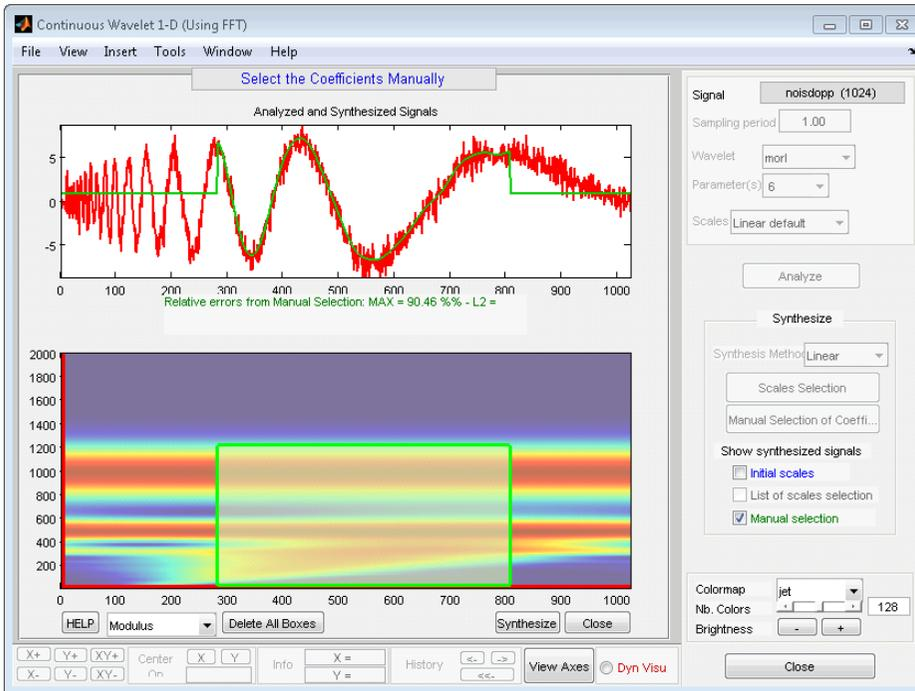 Continuous Wavelet 1-D (Using FFT)
File View Insert Tools Window Help
Select the Coefficients Manually
Analyzed and Synthesized Signals
5
0
-5
0 100 200 300 400 500 600 700 800 900 1000
Relative errors from Manual Selection: MAX = 90.46 %% - L2 =
2000
1800
1600
1400
1200
1000
800
600
400
200
0 100 200 300 400 500 600 700 800 900 1000
HELP Modulus Delete All Boxes Synthesize Close
Signal noisdopp (1024)
Sampling period 1.00
Wavelet morl
Parameter(s) 6
Scales Linear default
Analyze
Synthesize
Synthesis Method Linear
Scales Selection
Manual Selection of Coeffi...
Show synthesized signals
Initial scales
List of scales selection
Manual selection
Colormap jet
Nb. Colors 128
Brightness - +
X+ Y+ XY+
X- Y- XY-
Center On X Y
Info X =
Y =
History <- ->
<<-
View Axes
Dyn Visu
Close